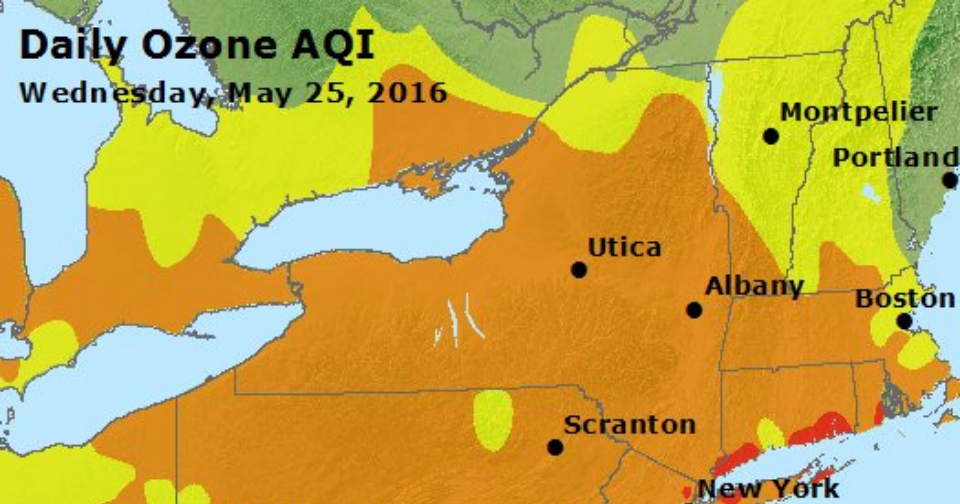 Daily Ozone AQI
Wednesday, May 25, 2016
Montpelier
Portland
Utica
Albany
Boston
Scranton
New York